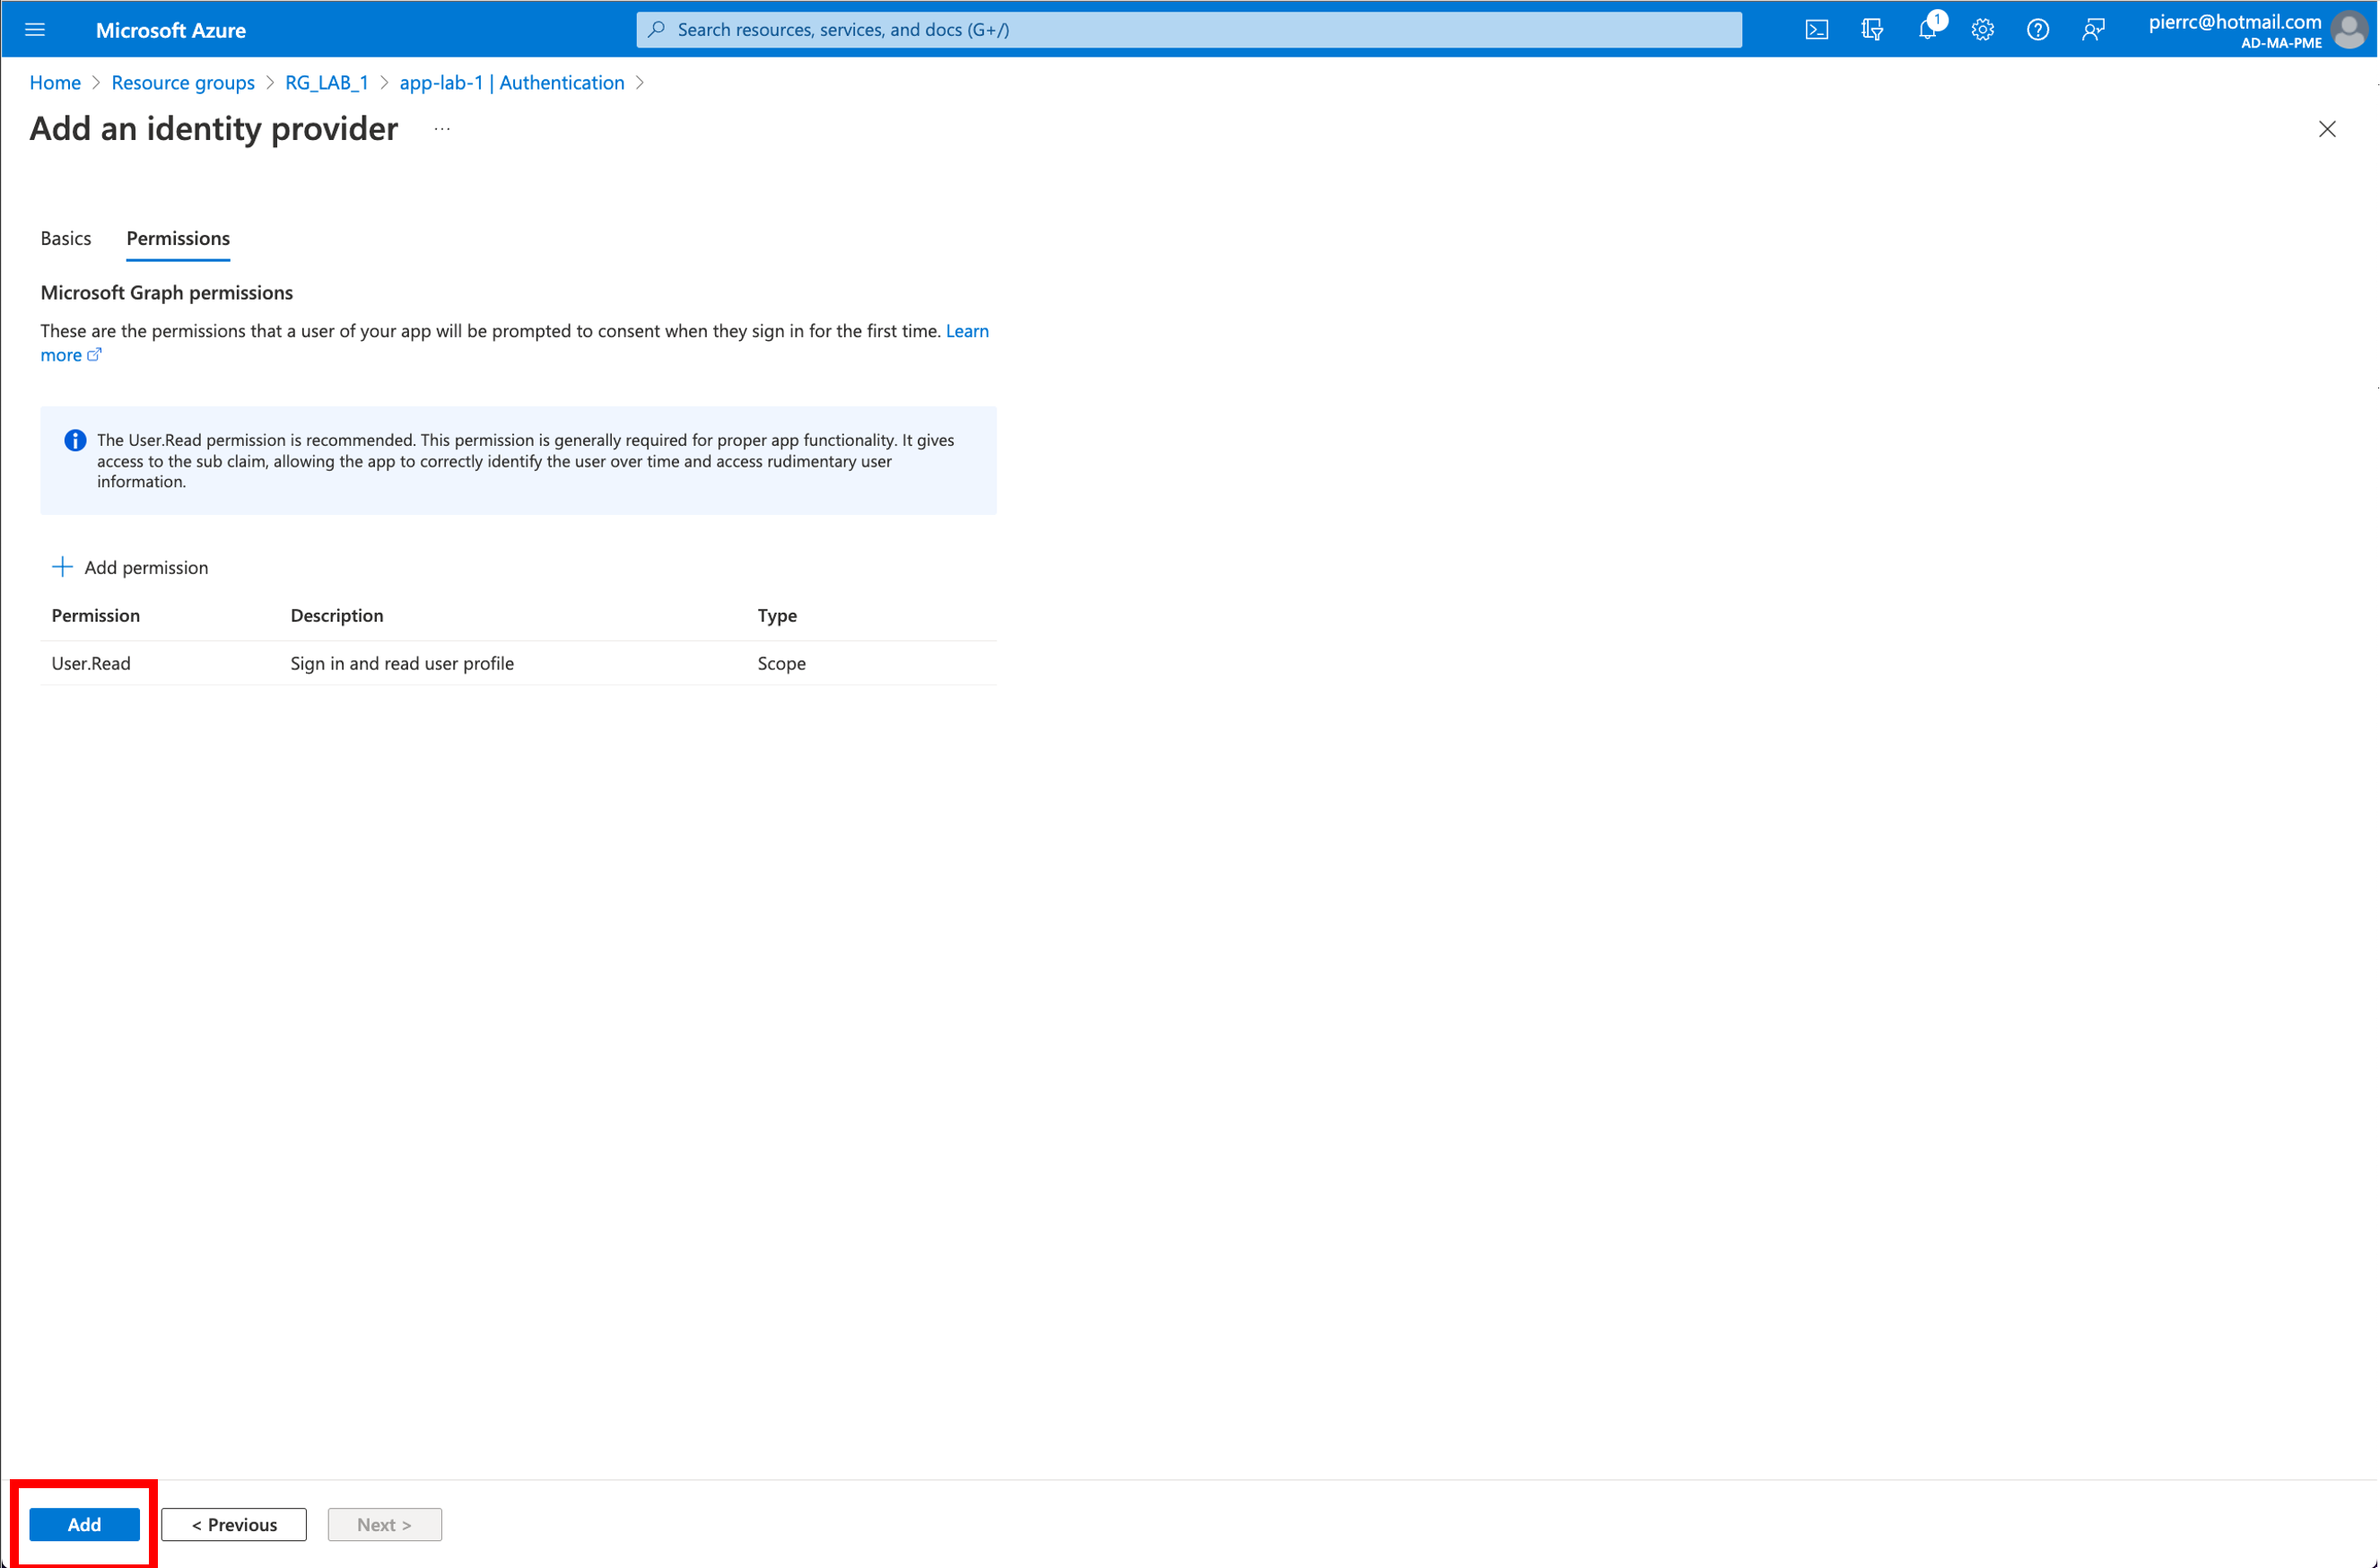 Microsoft Azure
Search resources, services, and docs (G+/)
1
pierrc@hotmail.com
AD-MA-PME
Home > Resource groups > RG_LAB_1 > app-lab-1 | Authentication >
Add an identity provider ...
Basics Permissions
Microsoft Graph permissions
These are the permissions that a user of your app will be prompted to consent when they sign in for the first time. Learn
more
The User.Read permission is recommended. This permission is generally required for proper app functionality. It gives
access to the sub claim, allowing the app to correctly identify the user over time and access rudimentary user
information.
Add permission
Permission Description Type
User.Read Sign in and read user profile Scope
Add < Previous Next >